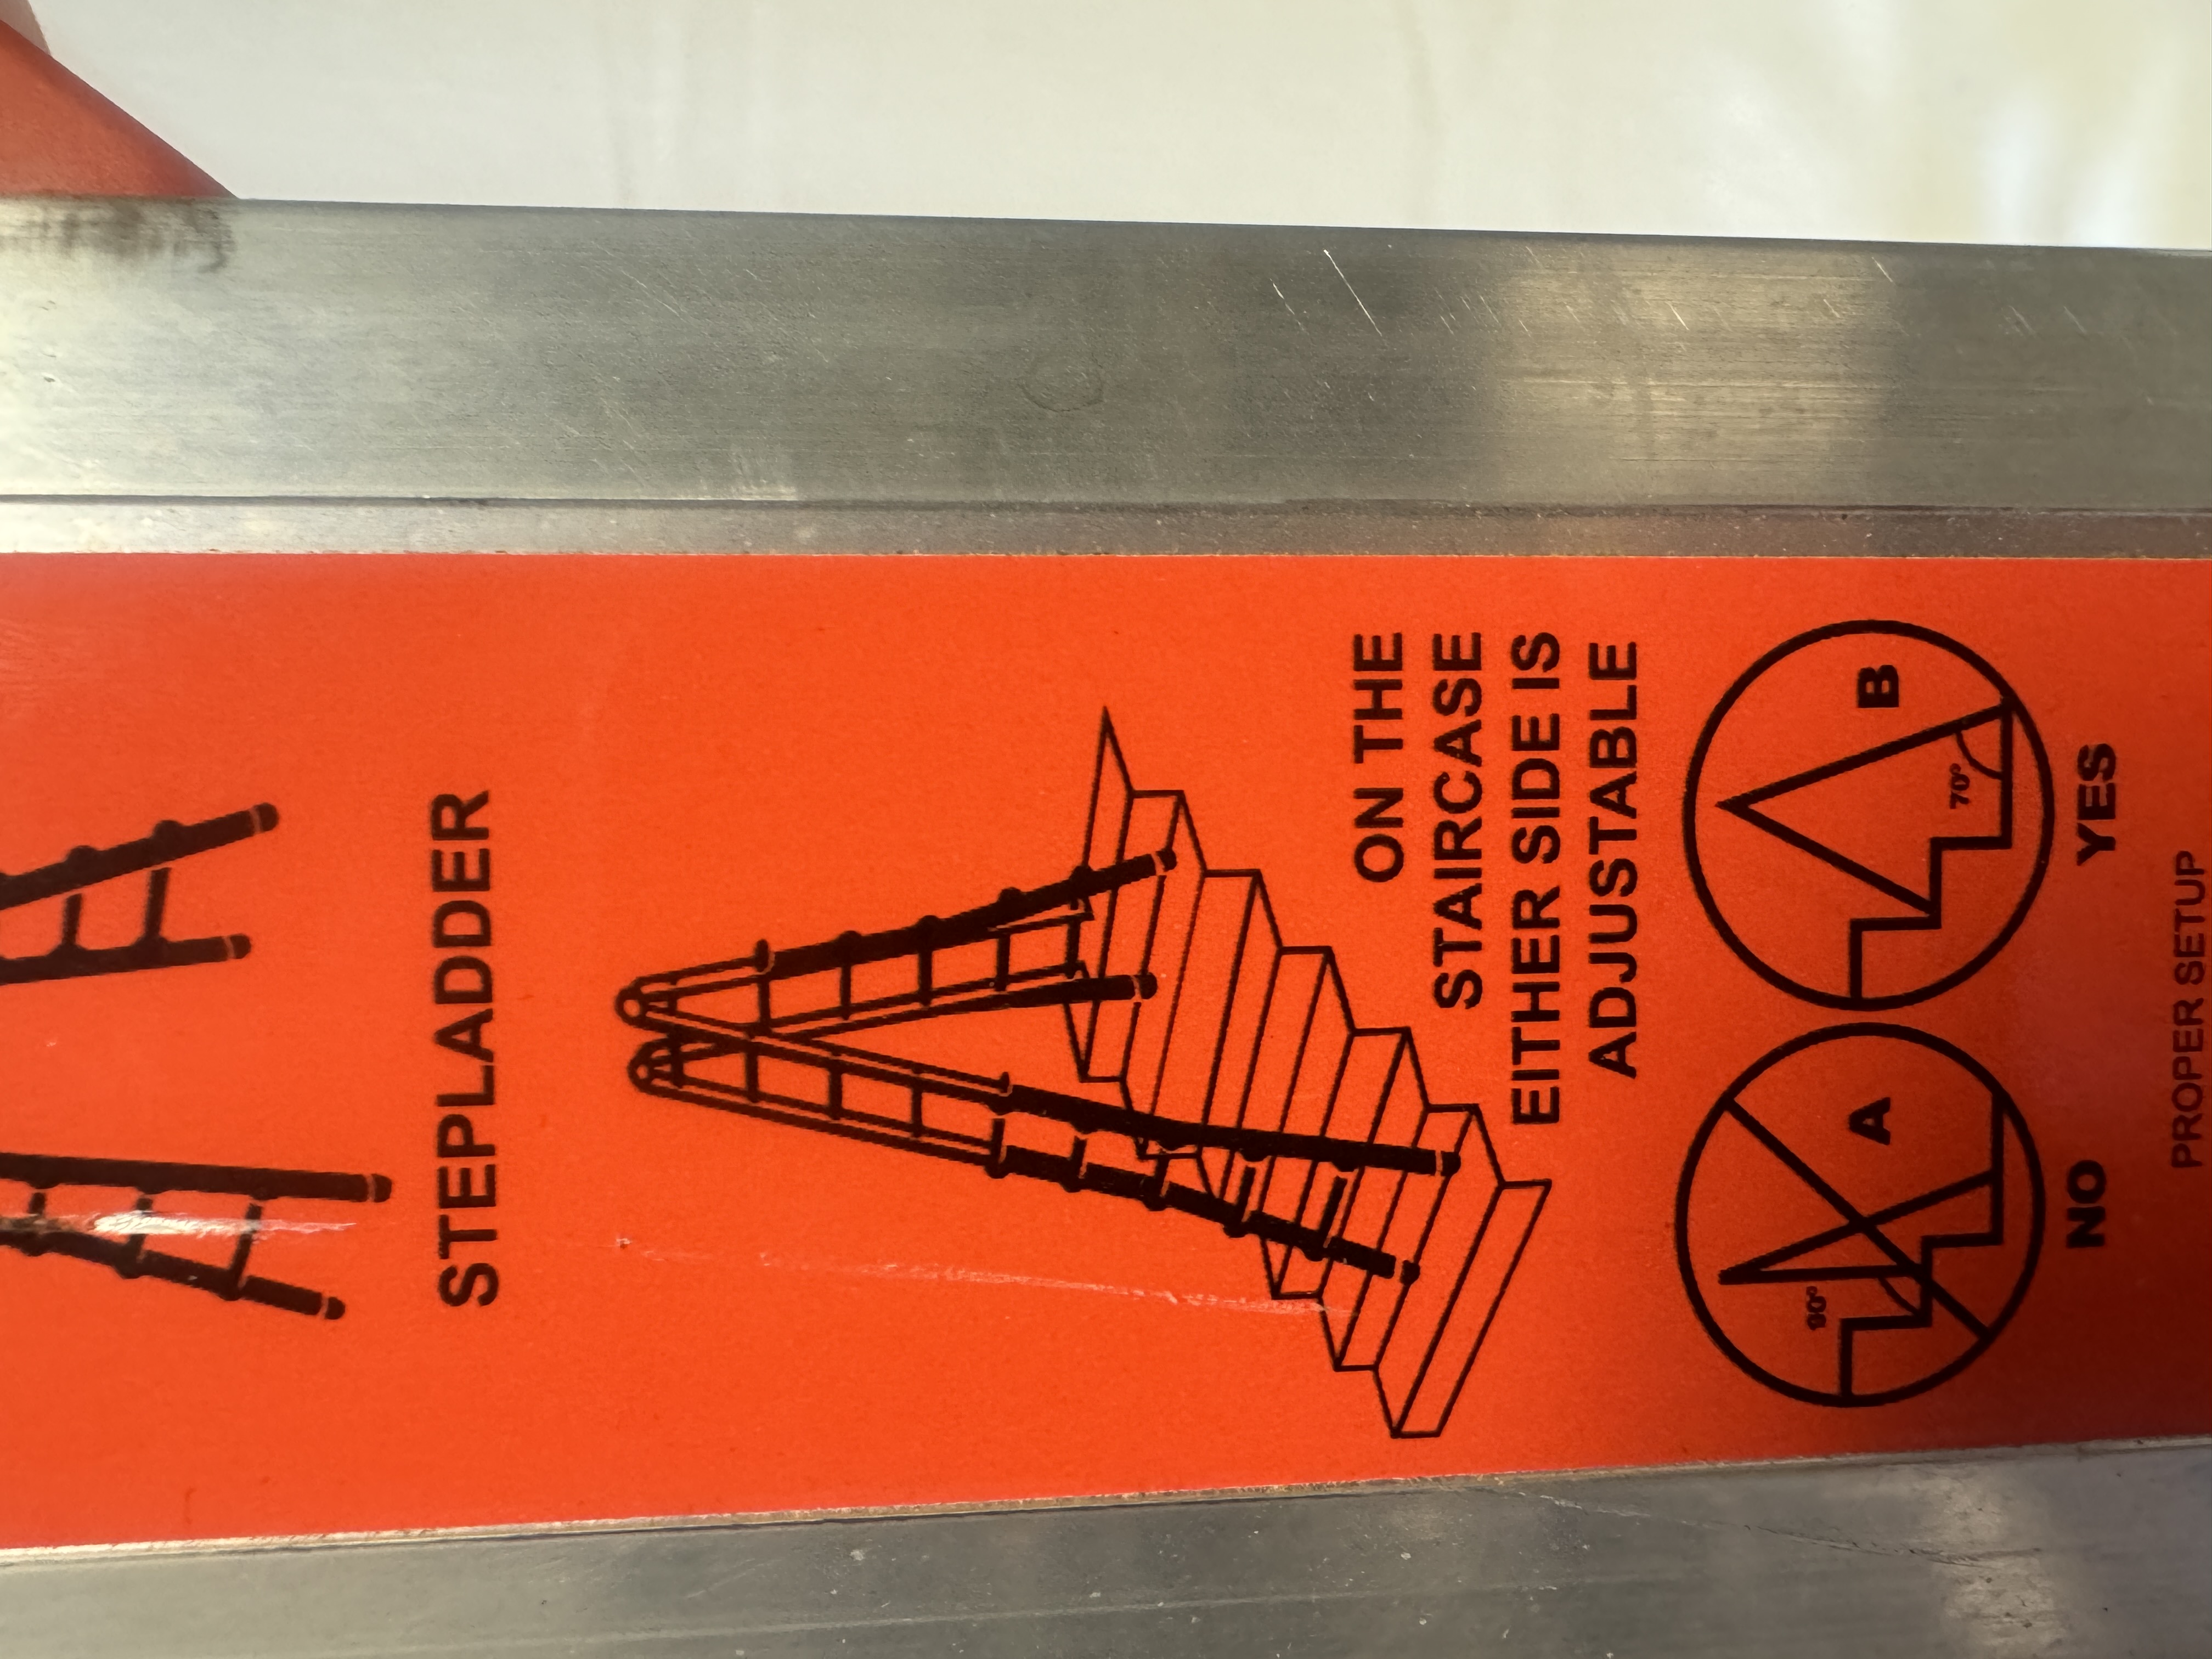 STEPLADDER
ON THE
STAIRCASE
EITHER SIDE IS
ADJUSTABLE
90°
A
70°
B
NO
YES
PROPER SETUP